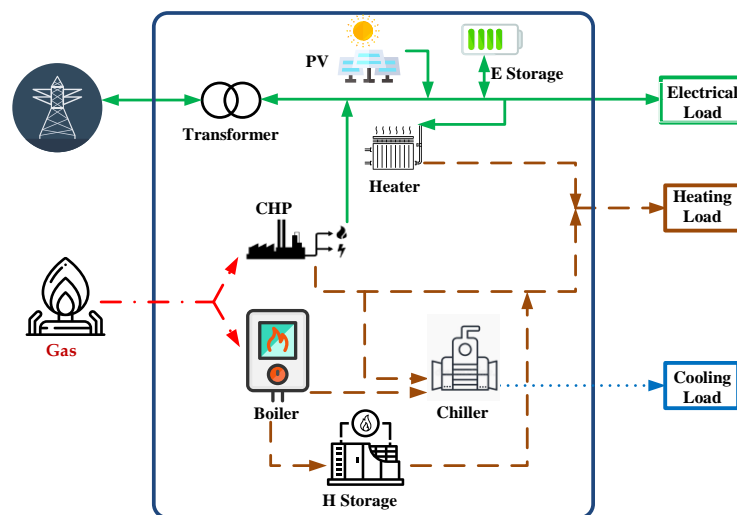 PV
E Storage
Transformer
Electrical
Load
Heater
CHP
Heating
Load
Gas
Boiler
Chiller
Cooling
Load
H Storage